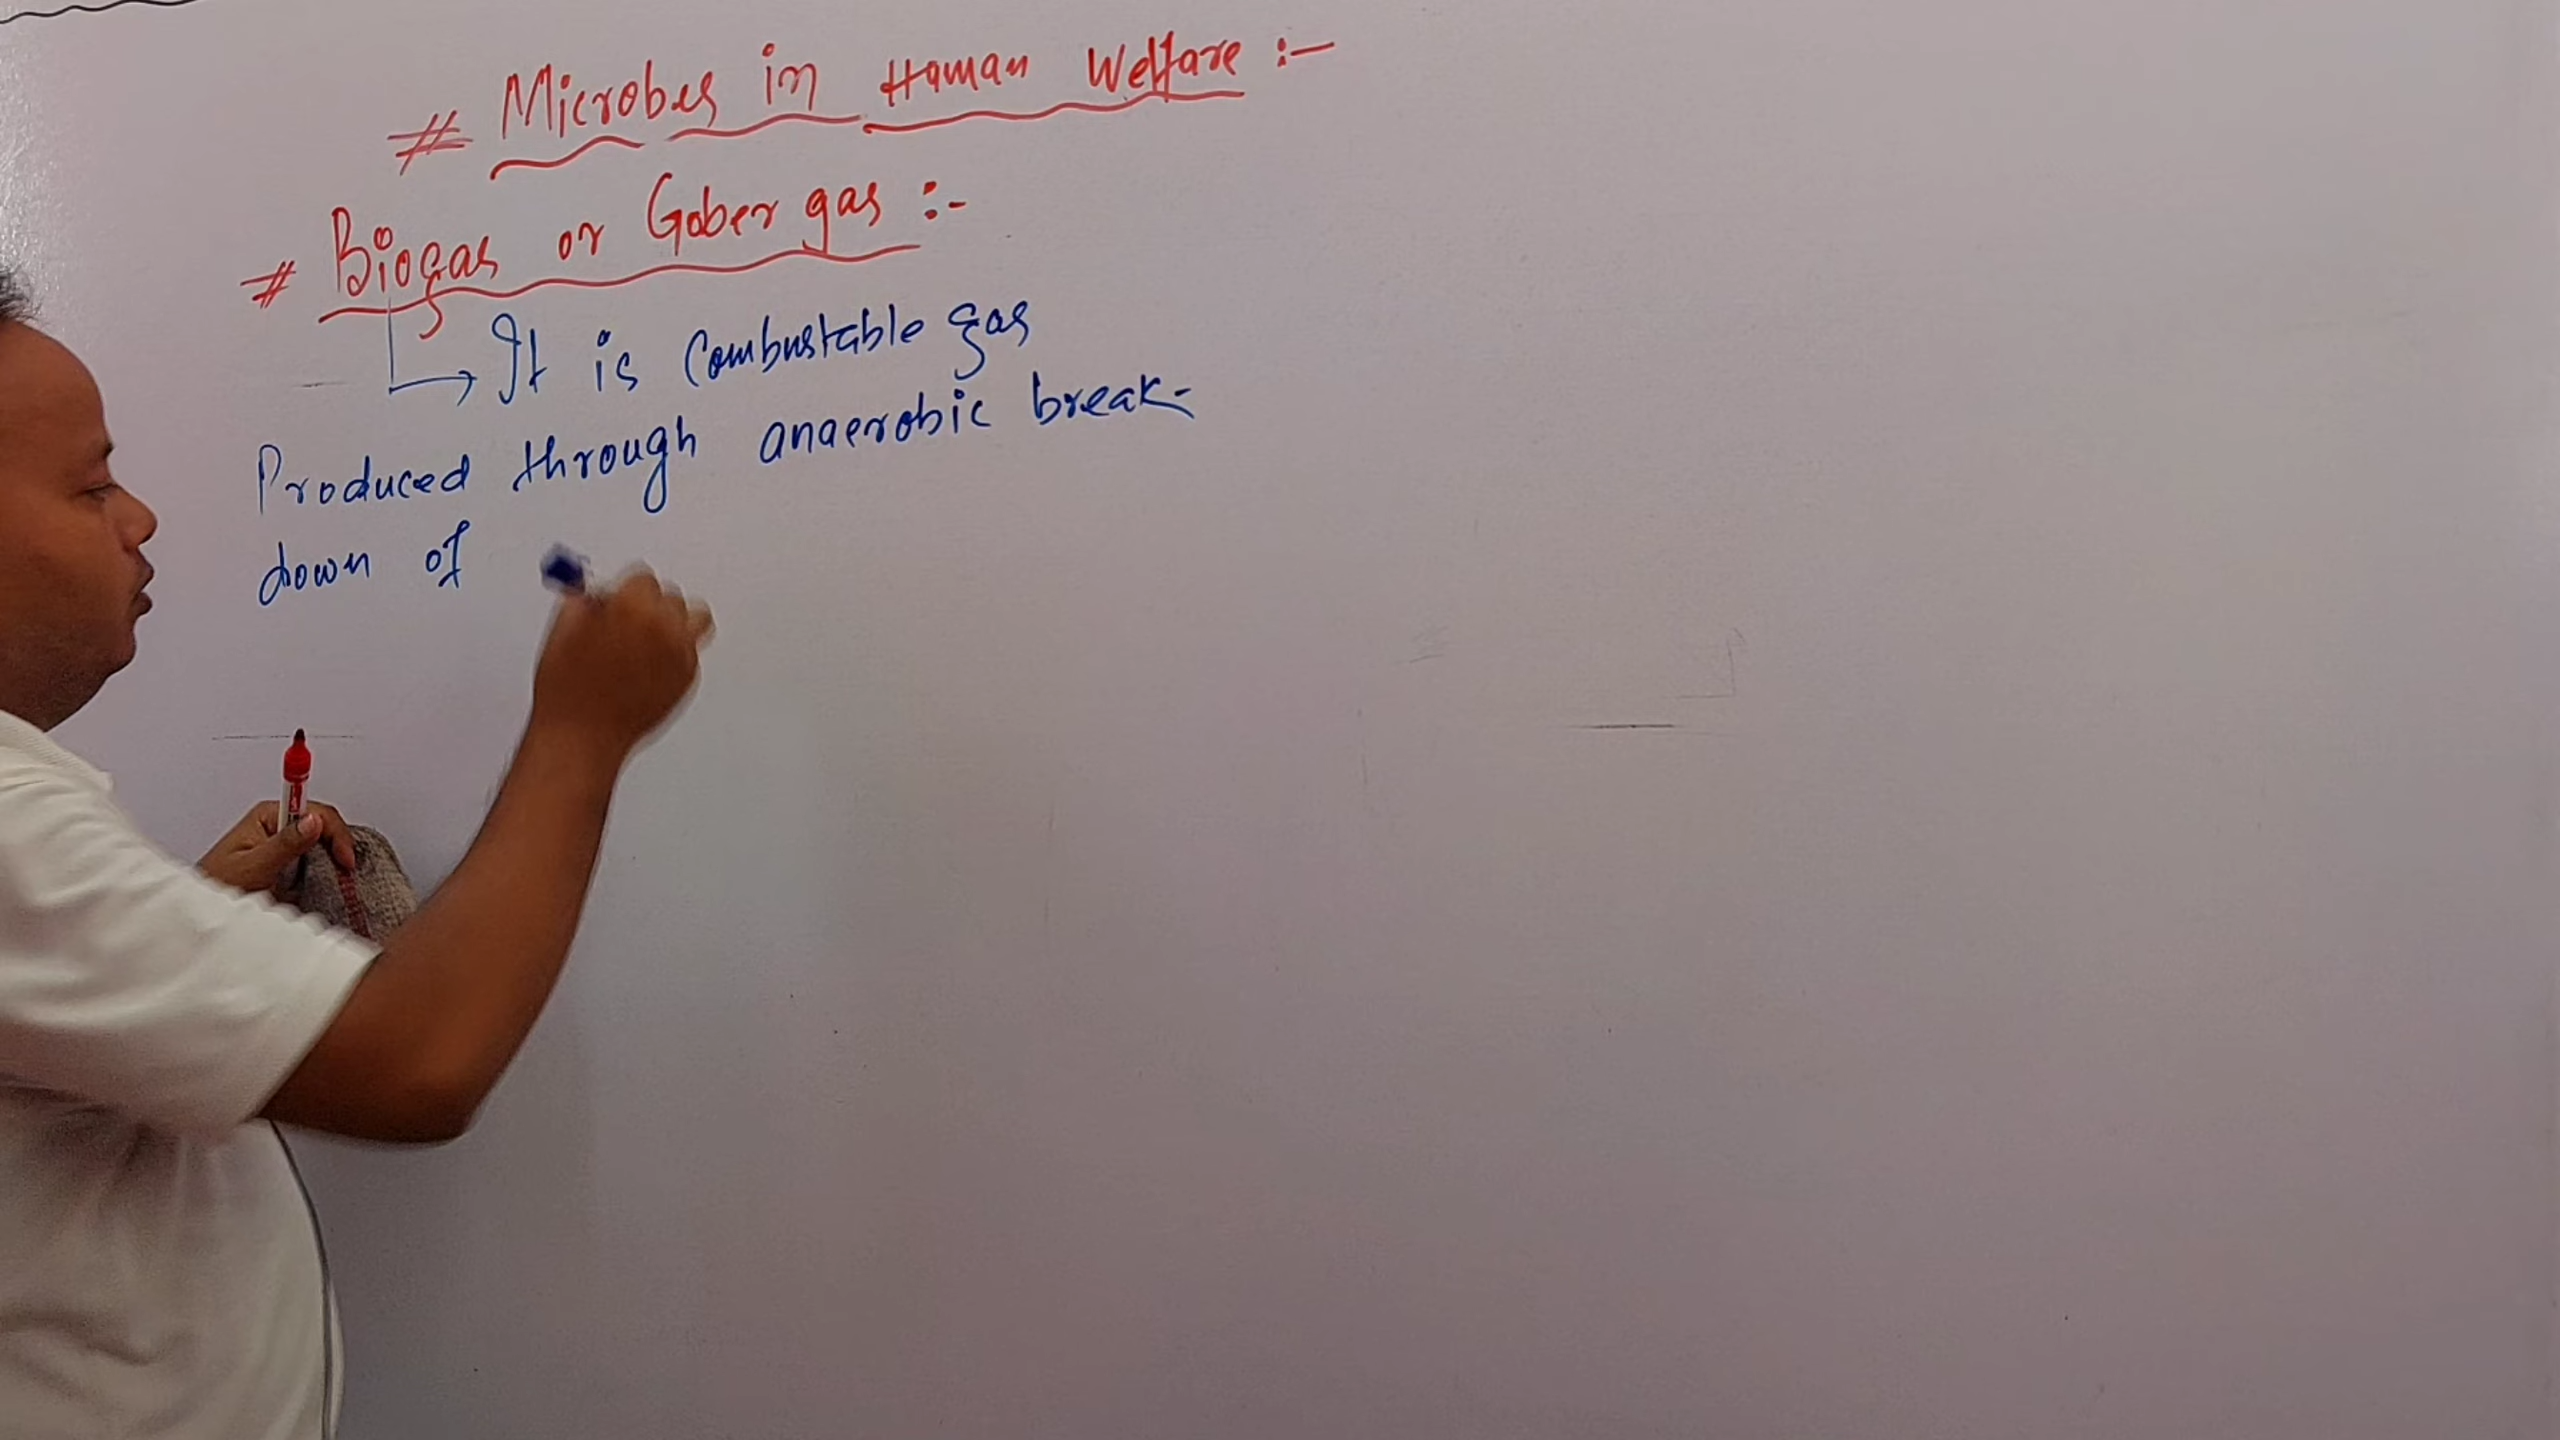 # Microbes in Human Welfare :-
# Biogas or Gober gas :-
→ It is Combustable gas
Produced through anaerobic break-
down of